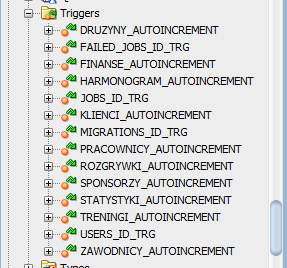 Triggers
DRUZYNY_AUTOINCREMENT
FAILED_JOBS_ID_TRG
FINANSE_AUTOINCREMENT
HARMONOGRAM_AUTOINCREMENT
JOBS_ID_TRG
KLIENCI_AUTOINCREMENT
MIGRATIONS_ID_TRG
PRACOWNICY_AUTOINCREMENT
ROZGRYWKI_AUTOINCREMENT
SPONSORZY_AUTOINCREMENT
STATYSTYKI_AUTOINCREMENT
TRENINGI_AUTOINCREMENT
USERS_ID_TRG
ZAWODNICY_AUTOINCREMENT
Types